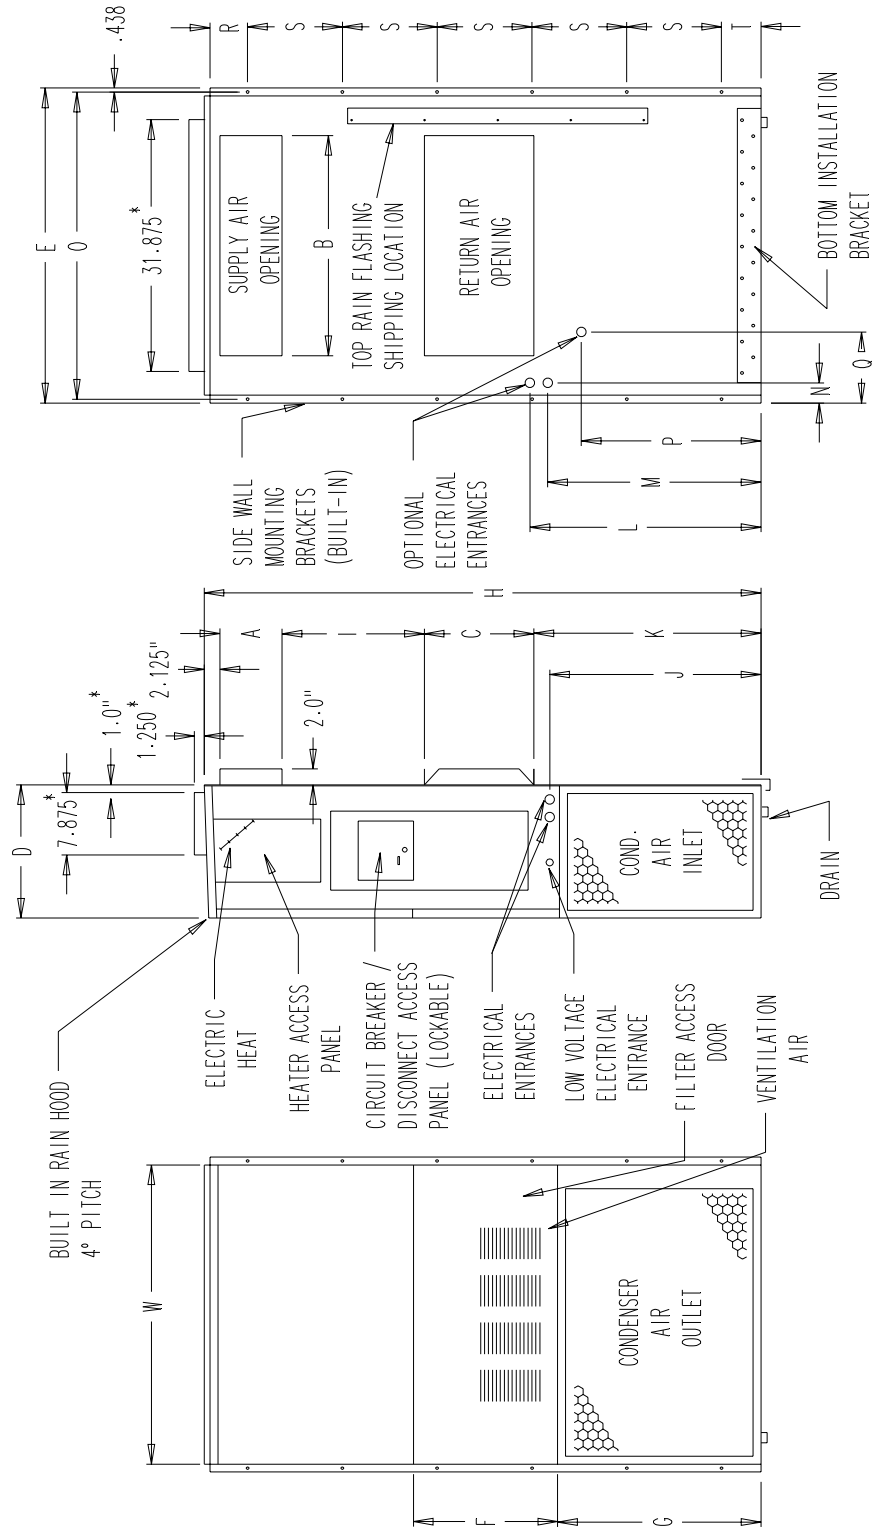 W
BUILT IN RAIN HOOD
4° PITCH
F
G
CONDENSER
AIR
OUTLET
VENTILATION
AIR
FILTER ACCESS
DOOR
LOW VOLTAGE
ELECTRICAL
ENTRANCE
ELECTRICAL
ENTRANCES
CIRCUIT BREAKER /
DISCONNECT ACCESS
PANEL (LOCKABLE)
HEATER ACCESS
PANEL
ELECTRIC
HEAT
D
7.875*
1.0"*
1.250*
2.125"
2.0"
A
I
C
K
J
H
COND.
AIR
INLET
DRAIN
SIDE WALL
MOUNTING
BRACKETS
(BUILT-IN)
OPTIONAL
ELECTRICAL
ENTRANCES
L
M
P
N
Q
E
O
31.875*
.438
SUPPLY AIR
OPENING
B
TOP RAIN FLASHING
SHIPPING LOCATION
RETURN AIR
OPENING
R
S
S
S
S
S
T
BOTTOM INSTALLATION
BRACKET